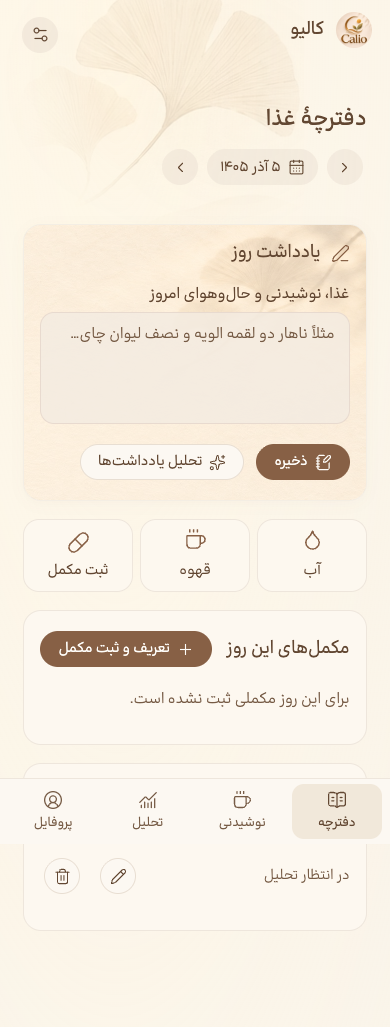 کالیو
Calio
دفترچهٔ غذا
۵ آذر ۱۴۰۵
یادداشت روز
غذا، نوشیدنی و حال‌وهوای امروز
مثلاً ناهار دو لقمه الویه و نصف لیوان چای…
ذخیره
تحلیل یادداشت‌ها
آب
قهوه
ثبت مکمل
مکمل‌های این روز
تعریف و ثبت مکمل
برای این روز مکملی ثبت نشده است.
دفترچه
نوشیدنی
تحلیل
پروفایل
در انتظار تحلیل